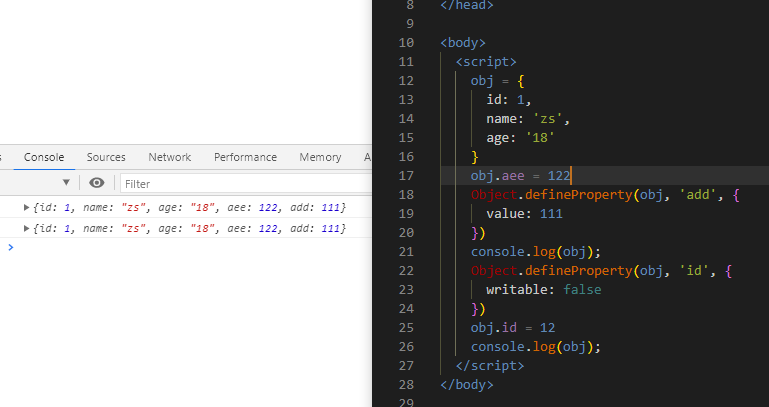 Console Sources Network Performance Memory A
Filter
{id: 1, name: "zs", age: "18", aee: 122, add: 111}
{id: 1, name: "zs", age: "18", aee: 122, add: 111}
8 </head>
9
10 <body>
11 <script>
12 obj = {
13 id: 1,
14 name: 'zs',
15 age: '18'
16 }
17 obj.aee = 122
18 Object.defineProperty(obj, 'add', {
19 value: 111
20 })
21 console.log(obj);
22 Object.defineProperty(obj, 'id', {
23 writable: false
24 })
25 obj.id = 12
26 console.log(obj);
27 </script>
28 </body>
29